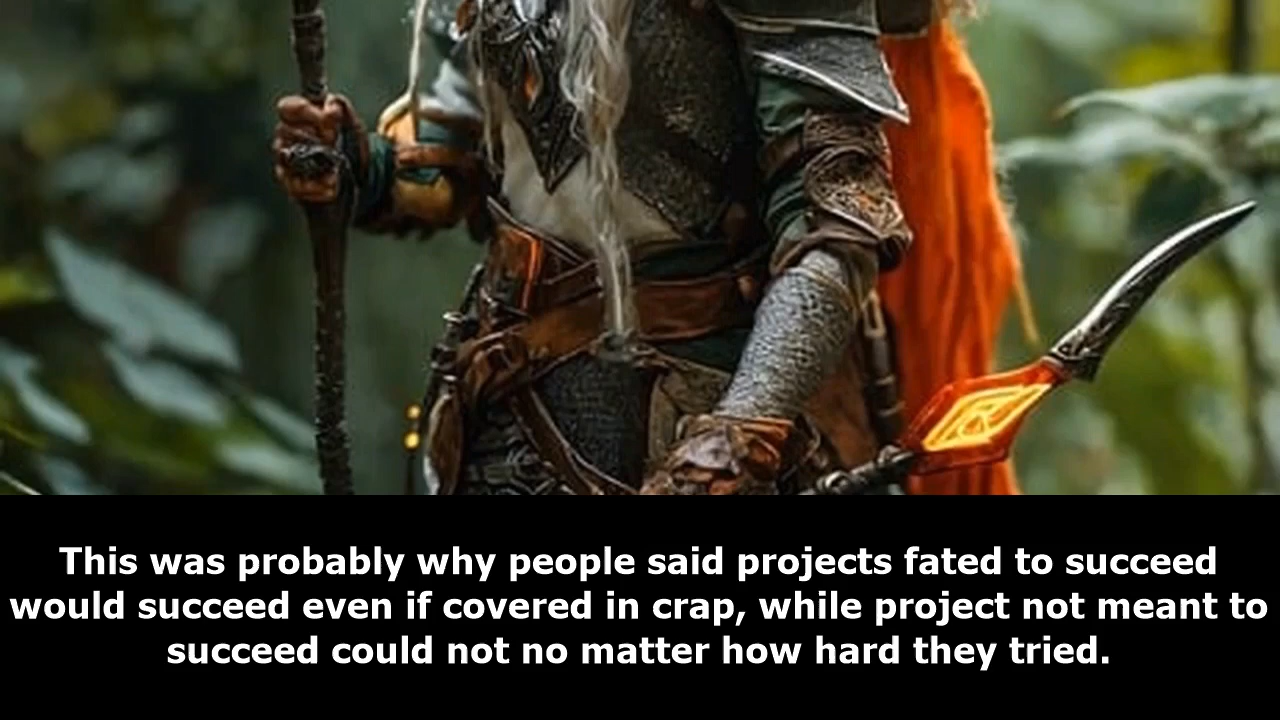 This was probably why people said projects fated to succeed
would succeed even if covered in crap, while project not meant to
succeed could not no matter how hard they tried.